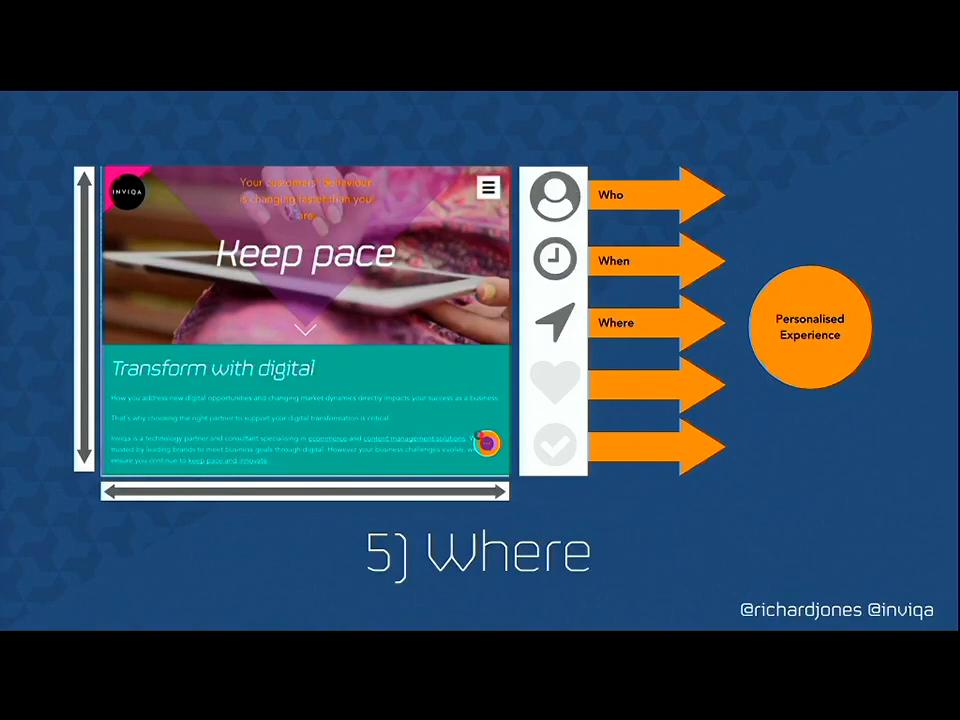 INVIQA
Your customers' behaviour
is changing faster than you
are.
Keep pace
Transform with digital
How you address new digital opportunities and changing market dynamics directly impacts your success as a business.
That's why choosing the right partner to support your digital transformation is critical.
Inviqa is a technology partner and consultant specialising in ecommerce and content management solutions.
trusted by leading brands to meet business goals through digital. However your business challenges evolve,
ensure you continue to keep pace and innovate.
Who
When
Where
Personalised
Experience
5) Where
@richardjones @inviqa